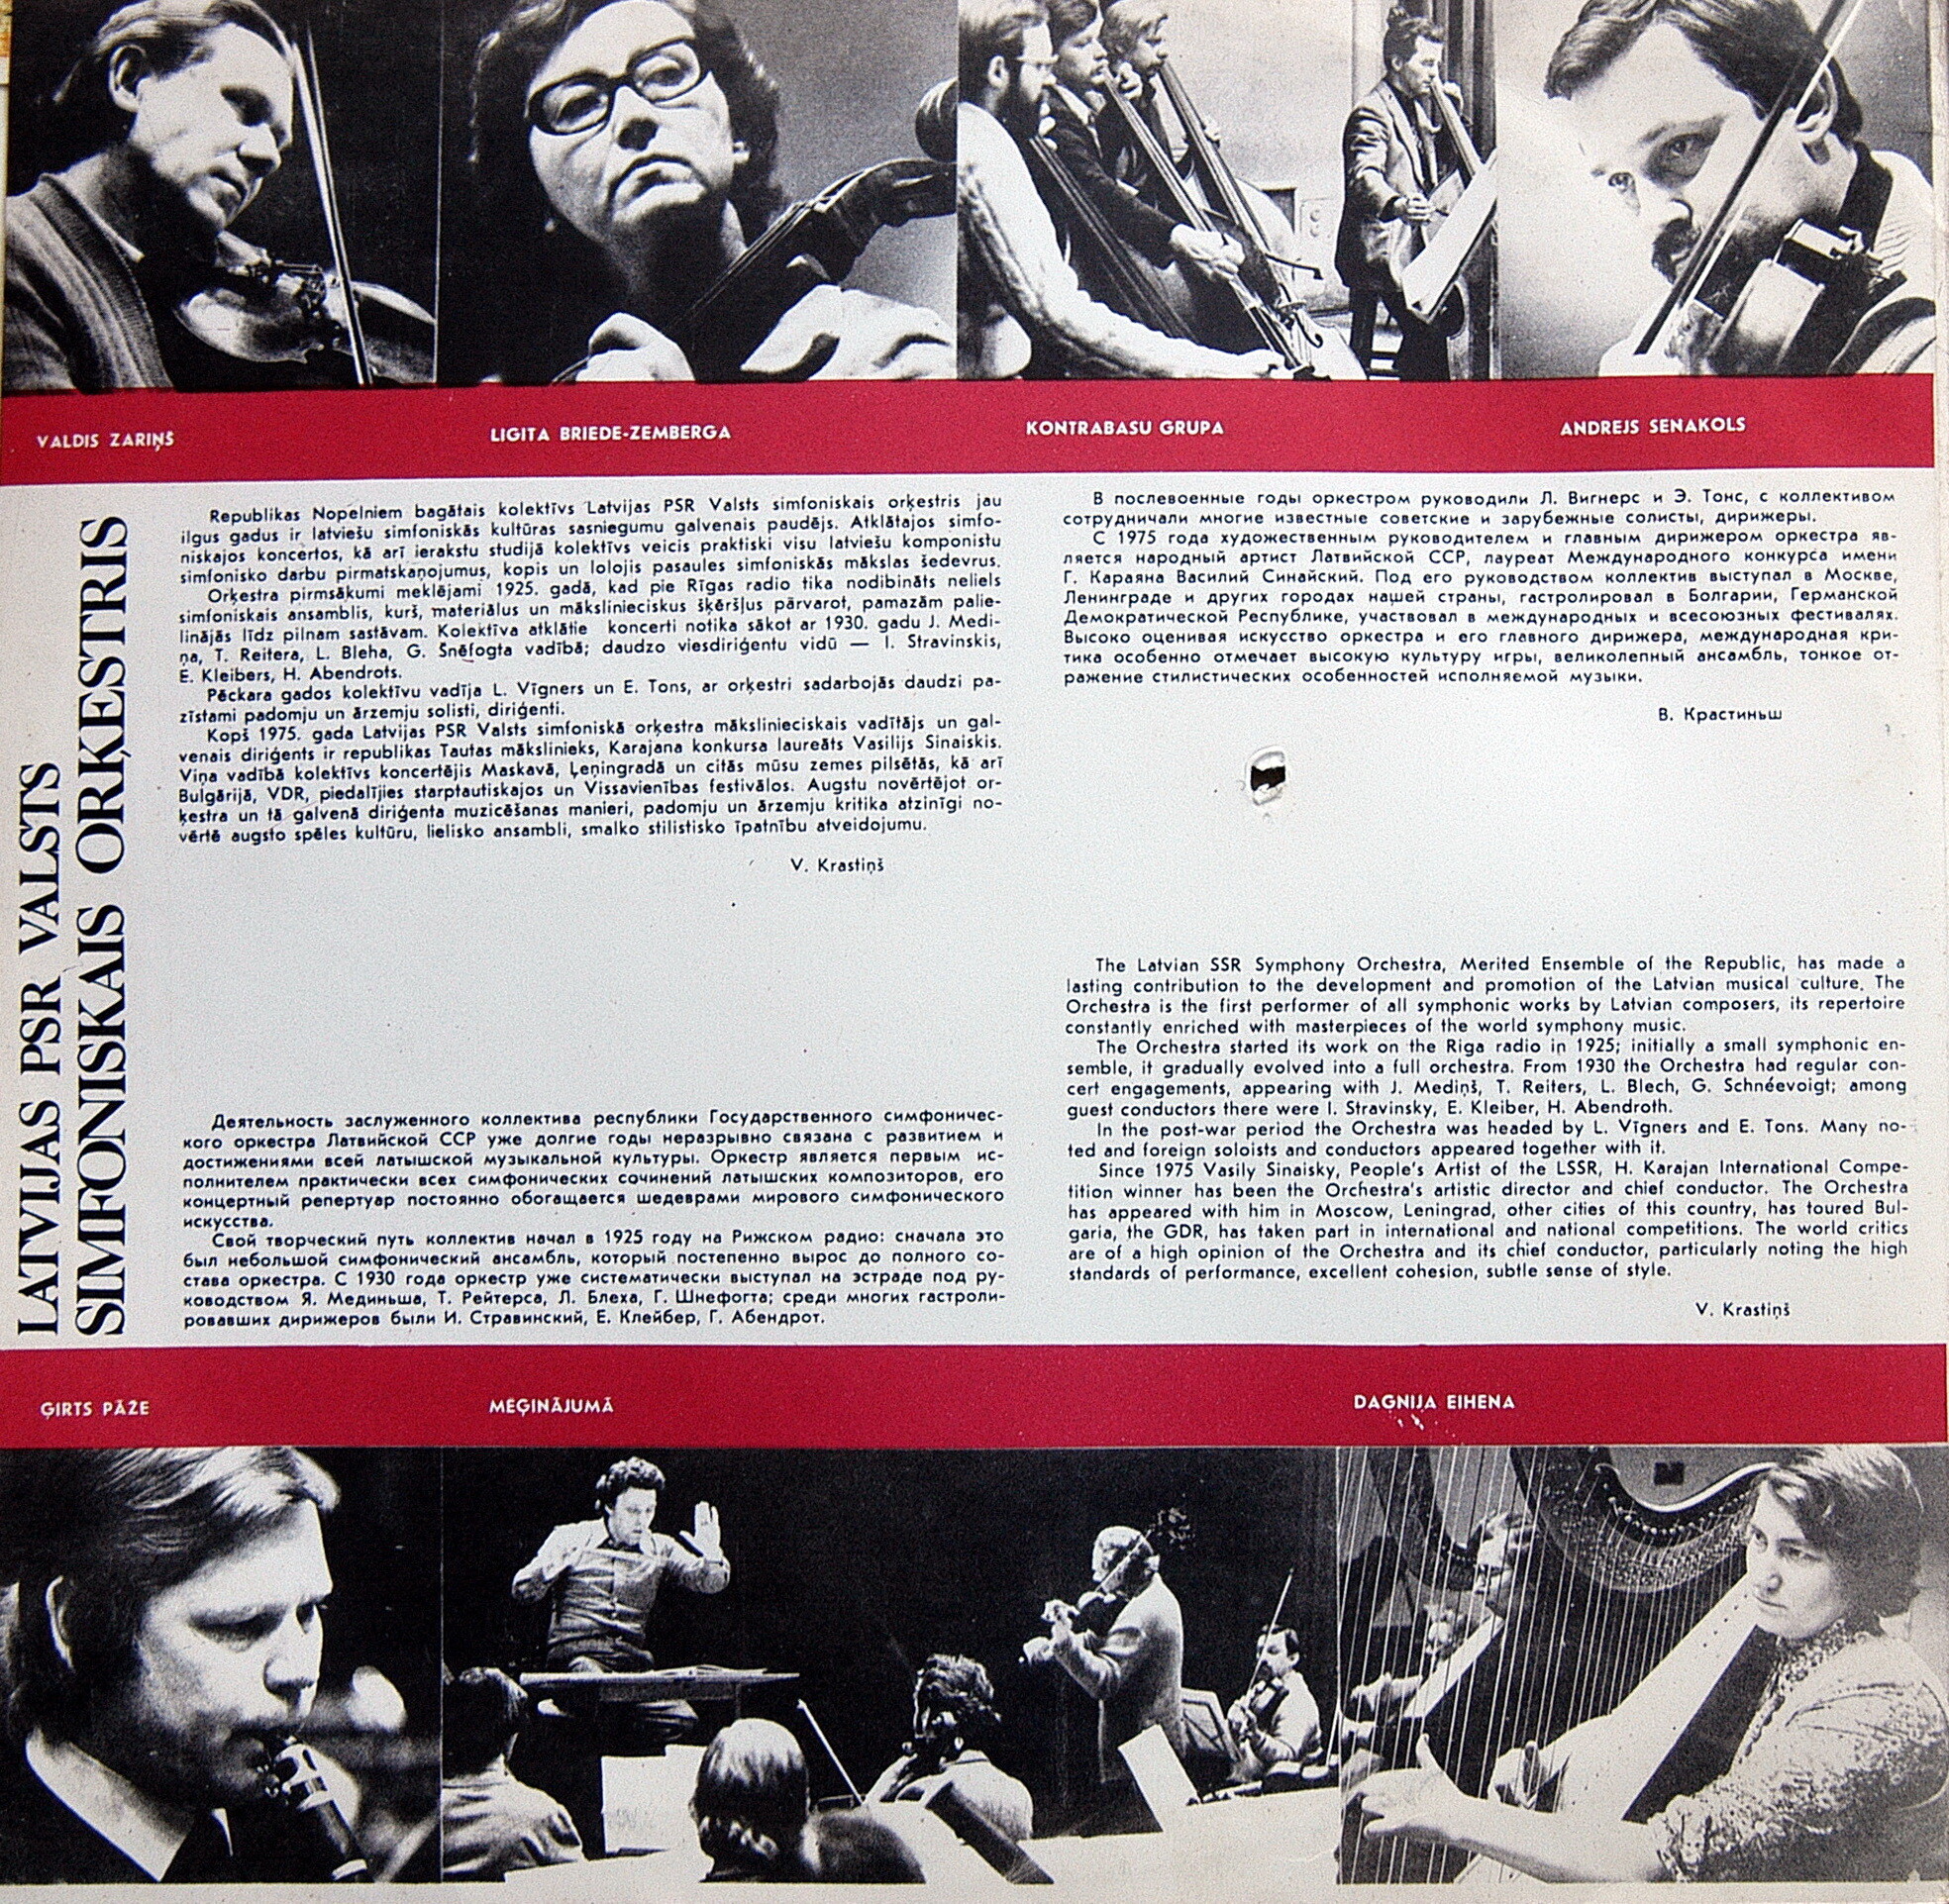 VALDIS ZARIŅŠ
LIGITA BRIEDE-ZEMBERGA
KONTRABASU GRUPA
ANDREJS SENAKOLS
LATVIJAS PSR VALSTS
SIMFONISKAIS ORĶESTRIS
Republikas Nopelniem bagātais kolektīvs Latvijas PSR Valsts simfoniskais orķestris jau
ilgus gadus ir latviešu simfoniskās kultūras sasniegumu galvenais paudējs. Atklātajos simfo-
niskajos koncertos, kā arī ierakstu studijā kolektīvs veicis praktiski visu latviešu komponistu
simfonisko darbu pirmatskaņojumus, kopis un lolojis pasaules simfoniskās mākslas šedevrus.
Orķestra pirmsākumi meklējami 1925. gadā, kad pie Rīgas radio tika nodibināts neliels
simfoniskais ansamblis, kurš, materiālus un mākslinieciskus šķēršļus pārvarot, pamazām palie-
linājās līdz pilnam sastāvam. Kolektīva atklātie koncerti notika sākot ar 1930. gadu J. Medi-
ņa, T. Reitera, L. Bleha, G. Šnēfogta vadībā; daudzo viesdiriģentu vidū — I. Stravinskis,
E. Kleibers, H. Abendrots.
Pēckara gados kolektīvu vadīja L. Vīgners un E. Tons, ar orķestri sadarbojās daudzi pa-
zīstami padomju un ārzemju solisti, diriģenti.
Kopš 1975. gada Latvijas PSR Valsts simfoniskā orķestra mākslinieciskais vadītājs un gal-
venais diriģents ir republikas Tautas mākslinieks, Karajana konkursa laureāts Vasilijs Sinaiskis.
Viņa vadībā kolektīvs koncertējis Maskavā, Ļeņingradā un citās mūsu zemes pilsētās, kā arī
Bulgārijā, VDR, piedalījies starptautiskajos un Vissavienības festivālos. Augstu novērtējot or-
ķestra un tā galvenā diriģenta muzicēšanas manieri, padomju un ārzemju kritika atzinīgi no-
vērtē augsto spēles kultūru, lielisko ansambli, smalko stilistisko īpatnību atveidojumu.
V. Krastiņš
Деятельность заслуженного коллектива республики Государственного симфоничес-
кого оркестра Латвийской ССР уже долгие годы неразрывно связана с развитием и
достижениями всей латышской музыкальной культуры. Оркестр является первым ис-
полнителем практически всех симфонических сочинений латышских композиторов, его
концертный репертуар постоянно обогащается шедеврами мирового симфонического
искусства.
Свой творческий путь коллектив начал в 1925 году на Рижском радио: сначала это
был небольшой симфонический ансамбль, который постепенно вырос до полного со-
става оркестра. С 1930 года оркестр уже систематически выступал на эстраде под ру-
ководством Я. Мединьша, Т. Рейтерса, Л. Блеха, Г. Шнефогта; среди многих гастроли-
ровавших дирижеров были И. Стравинский, Е. Клейбер, Г. Абендрот.
В послевоенные годы оркестром руководили Л. Вигнерс и Э. Тонс, с коллективом
сотрудничали многие известные советские и зарубежные солисты, дирижеры.
С 1975 года художественным руководителем и главным дирижером оркестра яв-
ляется народный артист Латвийской ССР, лауреат Международного конкурса имени
Г. Караяна Василий Синайский. Под его руководством коллектив выступал в Москве,
Ленинграде и других городах нашей страны, гастролировал в Болгарии, Германской
Демократической Республике, участвовал в международных и всесоюзных фестивалях.
Высоко оценивая искусство оркестра и его главного дирижера, международная кри-
тика особенно отмечает высокую культуру игры, великолепный ансамбль, тонкое от-
ражение стилистических особенностей исполняемой музыки.
В. Крастиньш
The Latvian SSR Symphony Orchestra, Merited Ensemble of the Republic, has made a
lasting contribution to the development and promotion of the Latvian musical culture. The
Orchestra is the first performer of all symphonic works by Latvian composers, its repertoire
constantly enriched with masterpieces of the world symphony music.
The Orchestra started its work on the Riga radio in 1925; initially a small symphonic en-
semble, it gradually evolved into a full orchestra. From 1930 the Orchestra had regular con-
cert engagements, appearing with J. Mediņš, T. Reiters, L. Blech, G. Schnéevoigt; among
guest conductors there were I. Stravinsky, E. Kleiber, H. Abendroth.
In the post-war period the Orchestra was headed by L. Vīgners and E. Tons. Many no-
ted and foreign soloists and conductors appeared together with it.
Since 1975 Vasily Sinaisky, People's Artist of the LSSR, H. Karajan International Compe-
tition winner has been the Orchestra's artistic director and chief conductor. The Orchestra
has appeared with him in Moscow, Leningrad, other cities of this country, has toured Bul-
garia, the GDR, has taken part in international and national competitions. The world critics
are of a high opinion of the Orchestra and its chief conductor, particularly noting the high
standards of performance, excellent cohesion, subtle sense of style.
V. Krastiņš
ĢIRTS PĀŽE
MĒĢINĀJUMĀ
DAGNIJA EIHENA